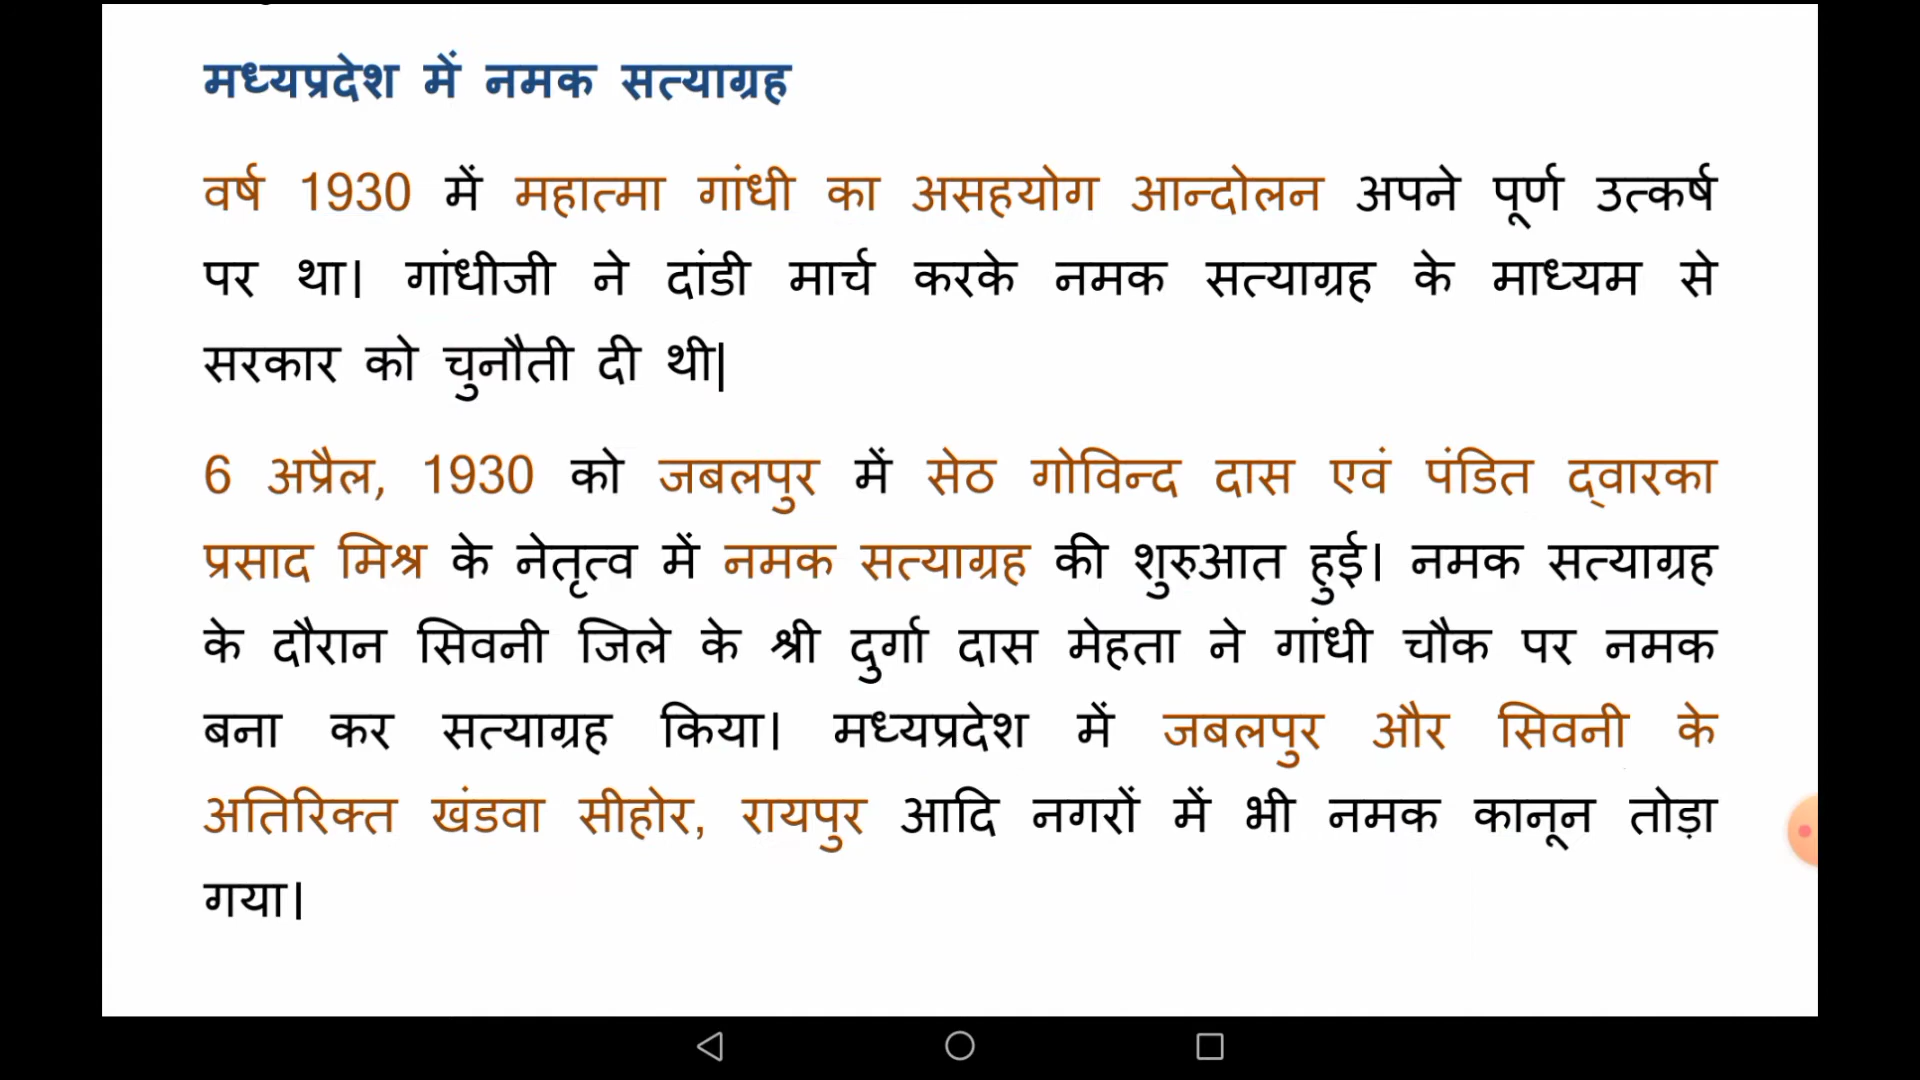 मध्यप्रदेश में नमक सत्याग्रह
वर्ष 1930 में महात्मा गांधी का असहयोग आन्दोलन अपने पूर्ण उत्कर्ष
पर था। गांधीजी ने दांडी मार्च करके नमक सत्याग्रह के माध्यम से
सरकार को चुनौती दी थी|
6 अप्रैल, 1930 को जबलपुर में सेठ गोविन्द दास एवं पंडित द्वारका
प्रसाद मिश्र के नेतृत्व में नमक सत्याग्रह की शुरुआत हुई। नमक सत्याग्रह
के दौरान सिवनी जिले के श्री दुर्गा दास मेहता ने गांधी चौक पर नमक
बना कर सत्याग्रह किया। मध्यप्रदेश में जबलपुर और सिवनी के
अतिरिक्त खंडवा सीहोर, रायपुर आदि नगरों में भी नमक कानून तोड़ा
गया।